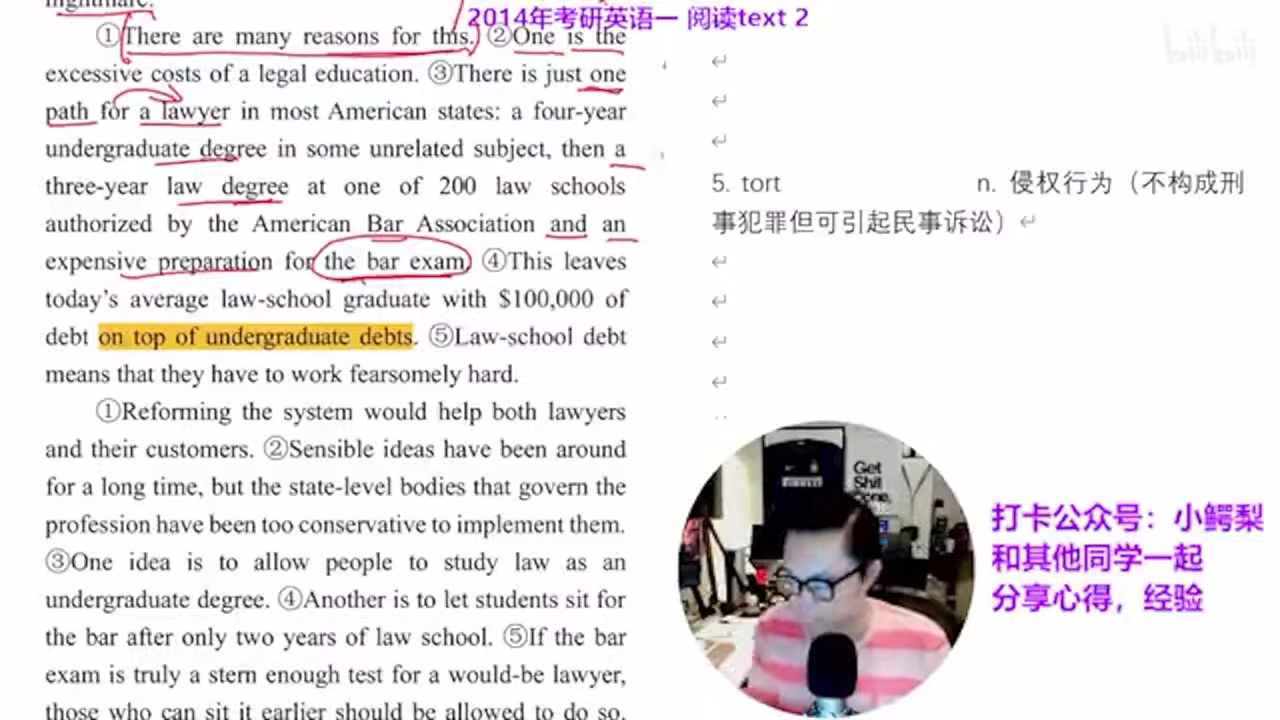 nightmare.
2014年考研英语一 阅读text 2
①There are many reasons for this. ②One is the
excessive costs of a legal education. ③There is just one
path for a lawyer in most American states: a four-year
undergraduate degree in some unrelated subject, then a
three-year law degree at one of 200 law schools
authorized by the American Bar Association and an
expensive preparation for the bar exam. ④This leaves
today's average law-school graduate with $100,000 of
debt on top of undergraduate debts. ⑤Law-school debt
means that they have to work fearsomely hard.
①Reforming the system would help both lawyers
and their customers. ②Sensible ideas have been around
for a long time, but the state-level bodies that govern the
profession have been too conservative to implement them.
③One idea is to allow people to study law as an
undergraduate degree. ④Another is to let students sit for
the bar after only two years of law school. ⑤If the bar
exam is truly a stern enough test for a would-be lawyer,
those who can sit it earlier should be allowed to do so.
bilibili
5. tort n. 侵权行为（不构成刑
事犯罪但可引起民事诉讼）
Get
Shit
Done.
打卡公众号：小鳄梨
和其他同学一起
分享心得，经验